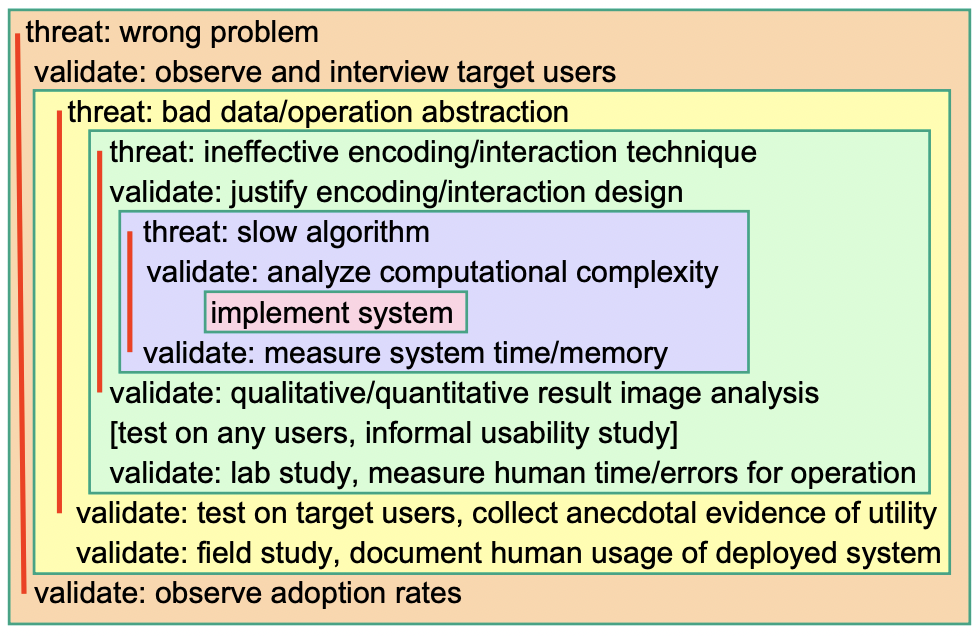 threat: wrong problem
validate: observe and interview target users
threat: bad data/operation abstraction
threat: ineffective encoding/interaction technique
validate: justify encoding/interaction design
threat: slow algorithm
validate: analyze computational complexity
implement system
validate: measure system time/memory
validate: qualitative/quantitative result image analysis
[test on any users, informal usability study]
validate: lab study, measure human time/errors for operation
validate: test on target users, collect anecdotal evidence of utility
validate: field study, document human usage of deployed system
validate: observe adoption rates